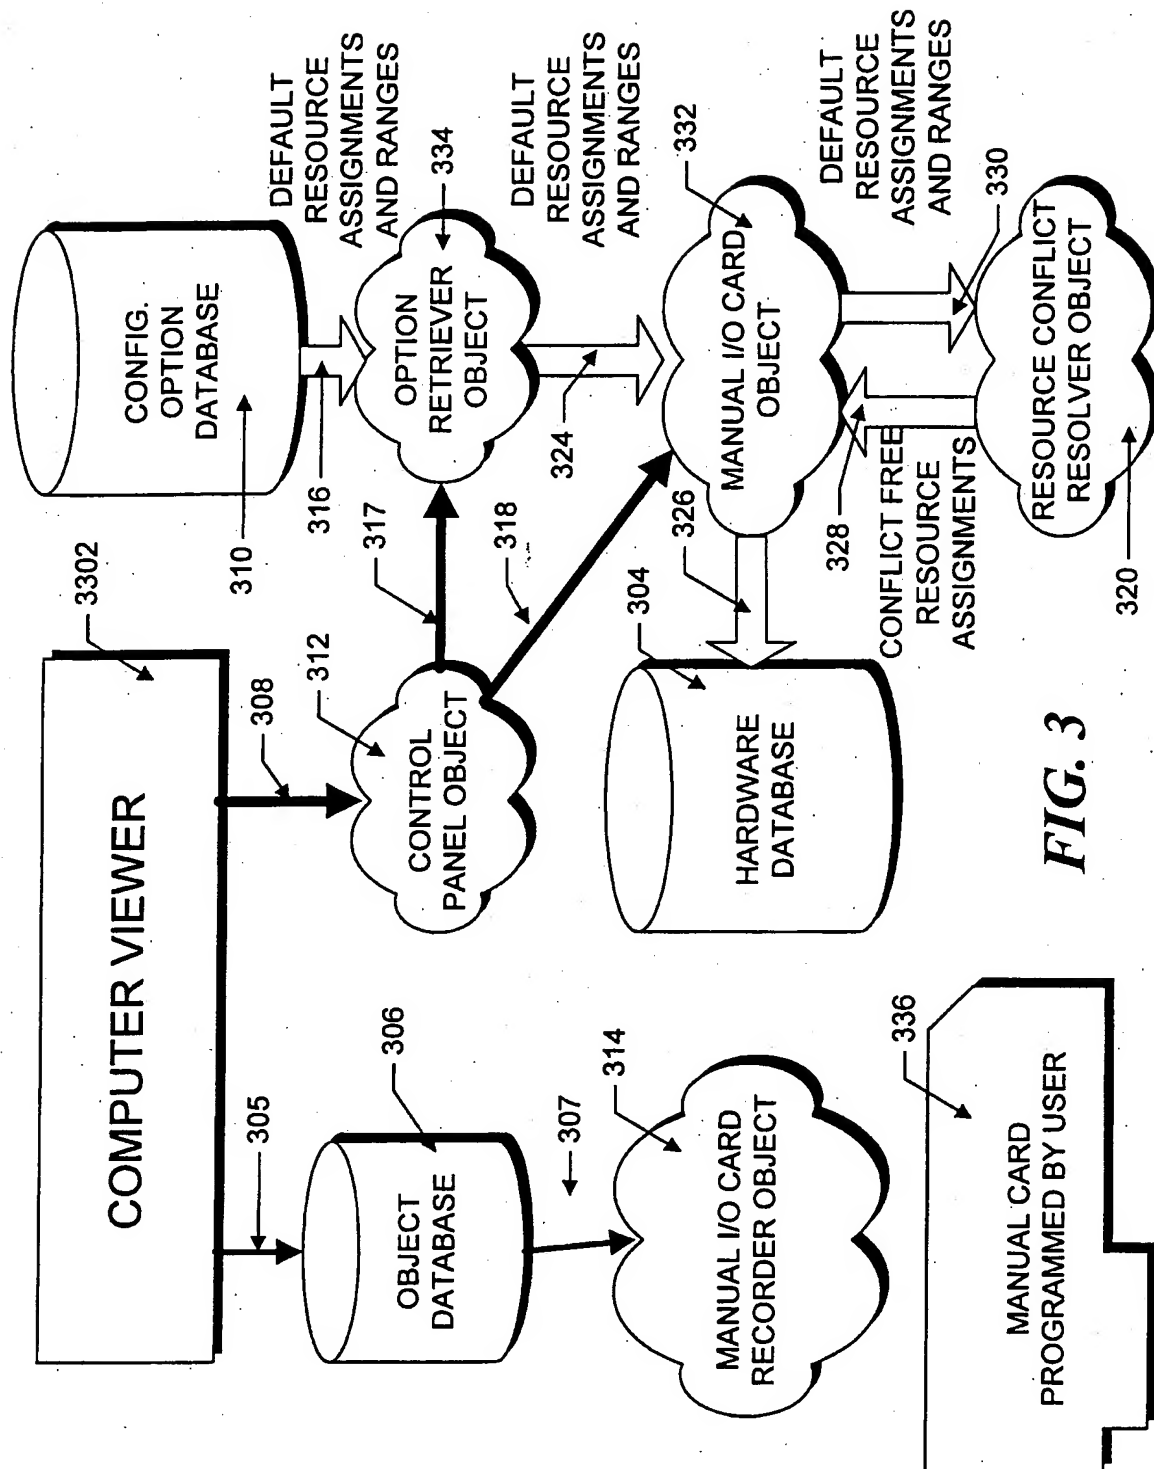 COMPUTER VIEWER
3302
305
308
OBJECT
DATABASE
306
307
MANUAL I/O CARD
RECORDER OBJECT
314
MANUAL CARD
PROGRAMMED BY USER
336
CONTROL
PANEL OBJECT
312
317
318
HARDWARE
DATABASE
304
326
CONFIG.
OPTION
DATABASE
310
316
DEFAULT
RESOURCE
ASSIGNMENTS
AND RANGES
OPTION
RETRIEVER
OBJECT
334
324
DEFAULT
RESOURCE
ASSIGNMENTS
AND RANGES
MANUAL I/O CARD
OBJECT
332
328
CONFLICT FREE
RESOURCE
ASSIGNMENTS
DEFAULT
RESOURCE
ASSIGNMENTS
AND RANGES
330
RESOURCE CONFLICT
RESOLVER OBJECT
320
FIG. 3